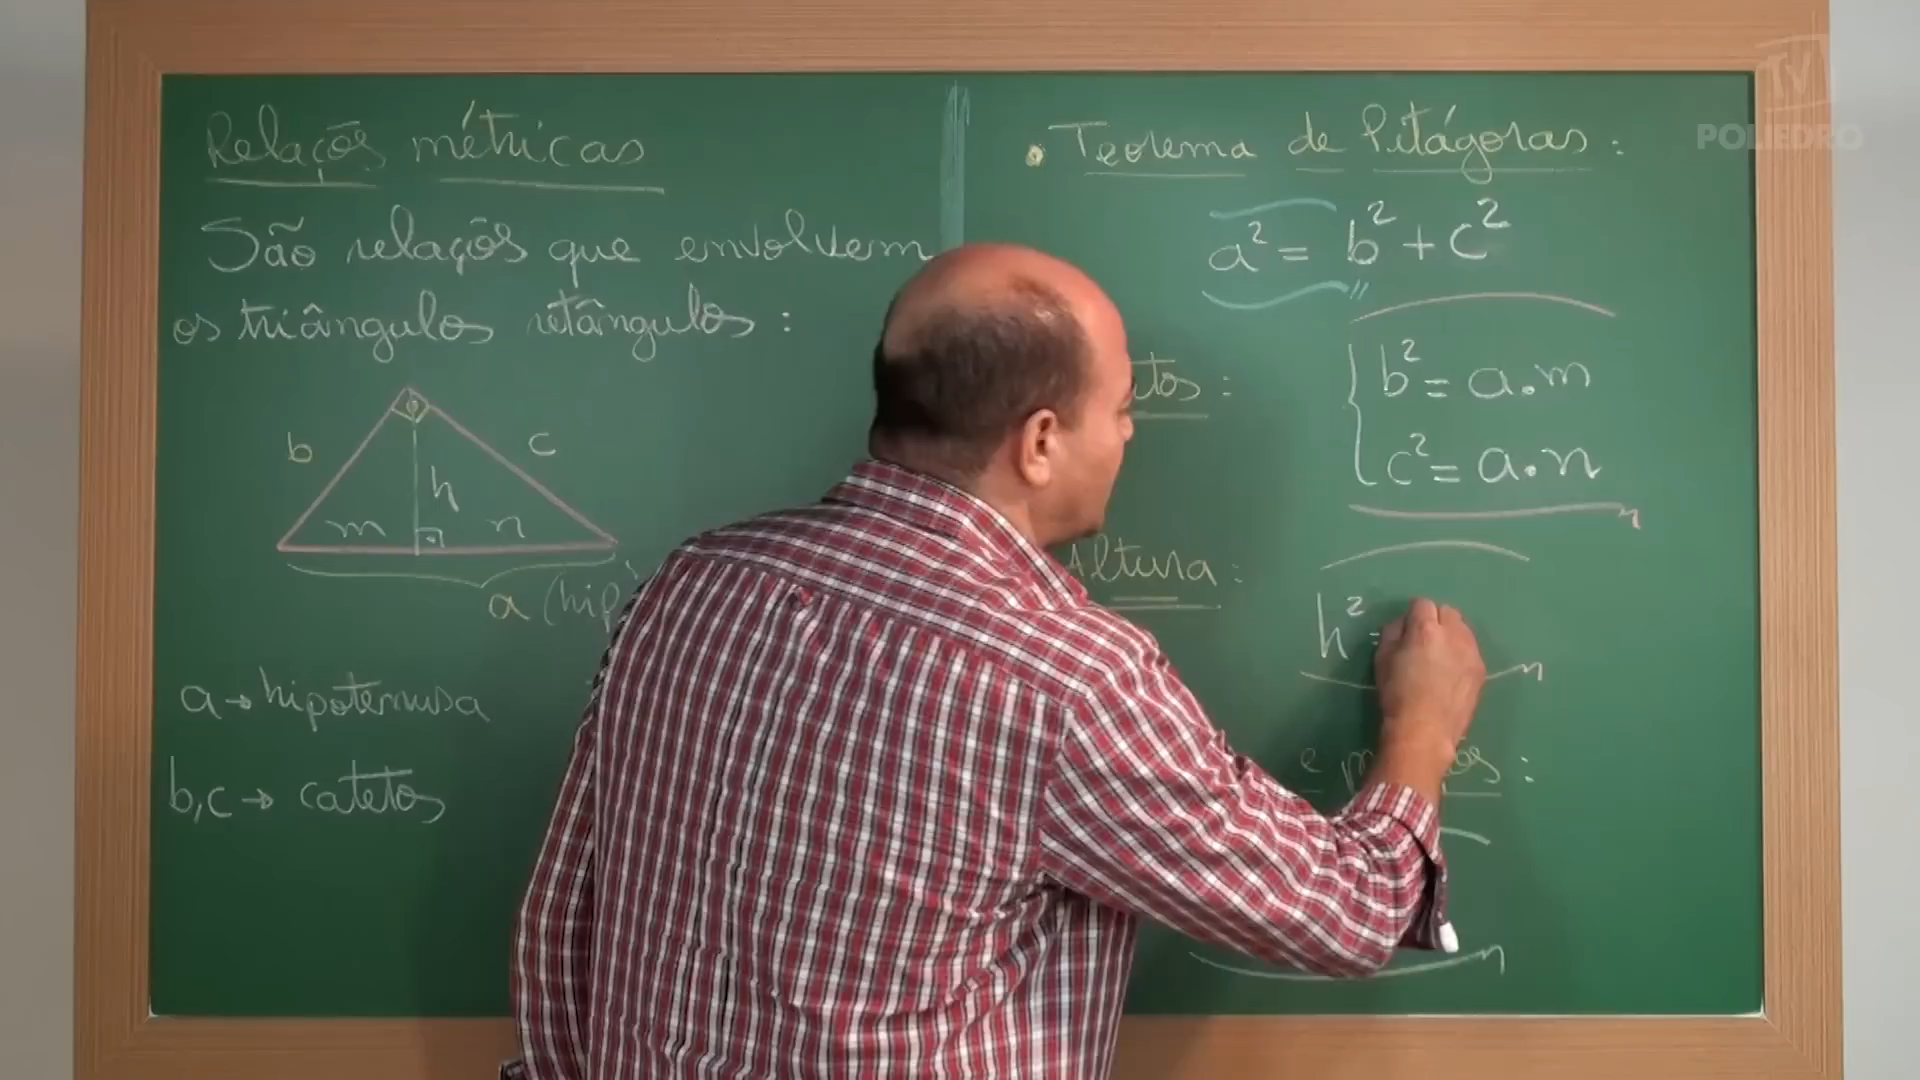 Relações métricas
São relações que envolvem
os triângulos retângulos :
b
c
h
m
n
a (hip
a → hipotenusa
b,c → catetos
• Teorema de Pitágoras :
a² = b² + c²
b² = a.m
c² = a.n
Altura :
h² =
e
TV
POLIEDRO